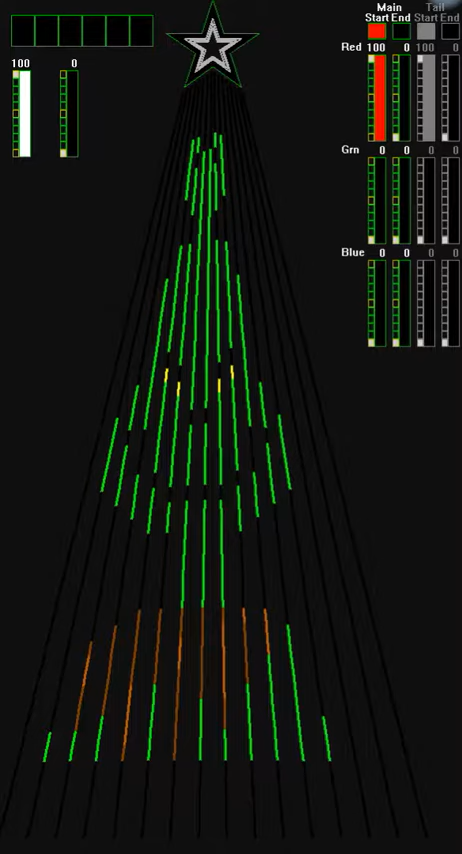 Main Tail
Start End Start End
100 0
Red 100 0 100 0
Grn 0 0 0 0
Blue 0 0 0 0